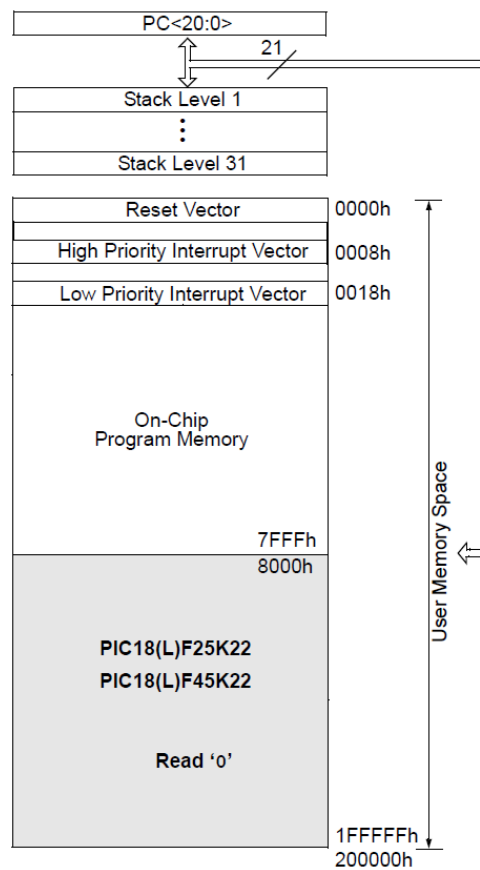 PC<20:0>
21
Stack Level 1
⋮
Stack Level 31
Reset Vector
0000h
High Priority Interrupt Vector
0008h
Low Priority Interrupt Vector
0018h
On-Chip
Program Memory
User Memory Space
7FFFh
8000h
PIC18(L)F25K22
PIC18(L)F45K22
Read ‘0’
1FFFFFh
200000h